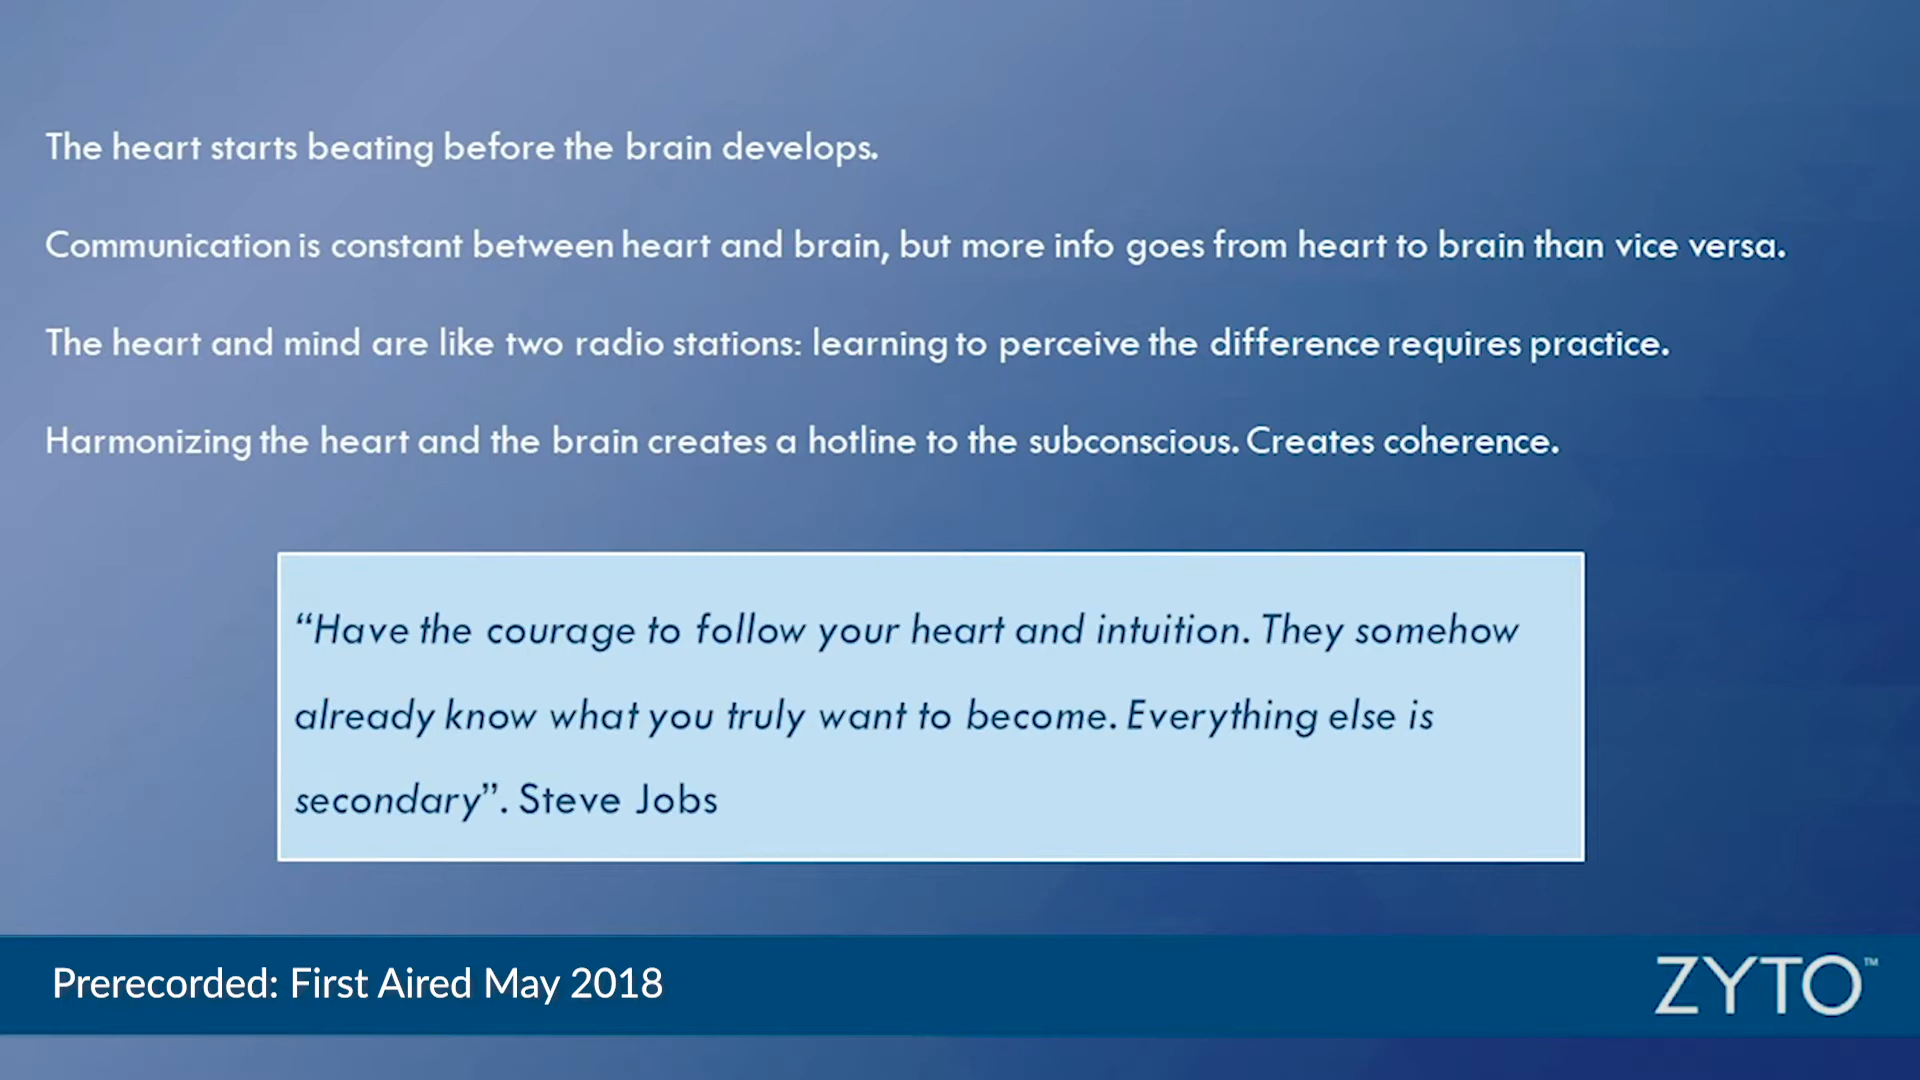 The heart starts beating before the brain develops.
Communication is constant between heart and brain, but more info goes from heart to brain than vice versa.
The heart and mind are like two radio stations: learning to perceive the difference requires practice.
Harmonizing the heart and the brain creates a hotline to the subconscious. Creates coherence.
“Have the courage to follow your heart and intuition. They somehow
already know what you truly want to become. Everything else is
secondary”. Steve Jobs
Prerecorded: First Aired May 2018
ZYTO™